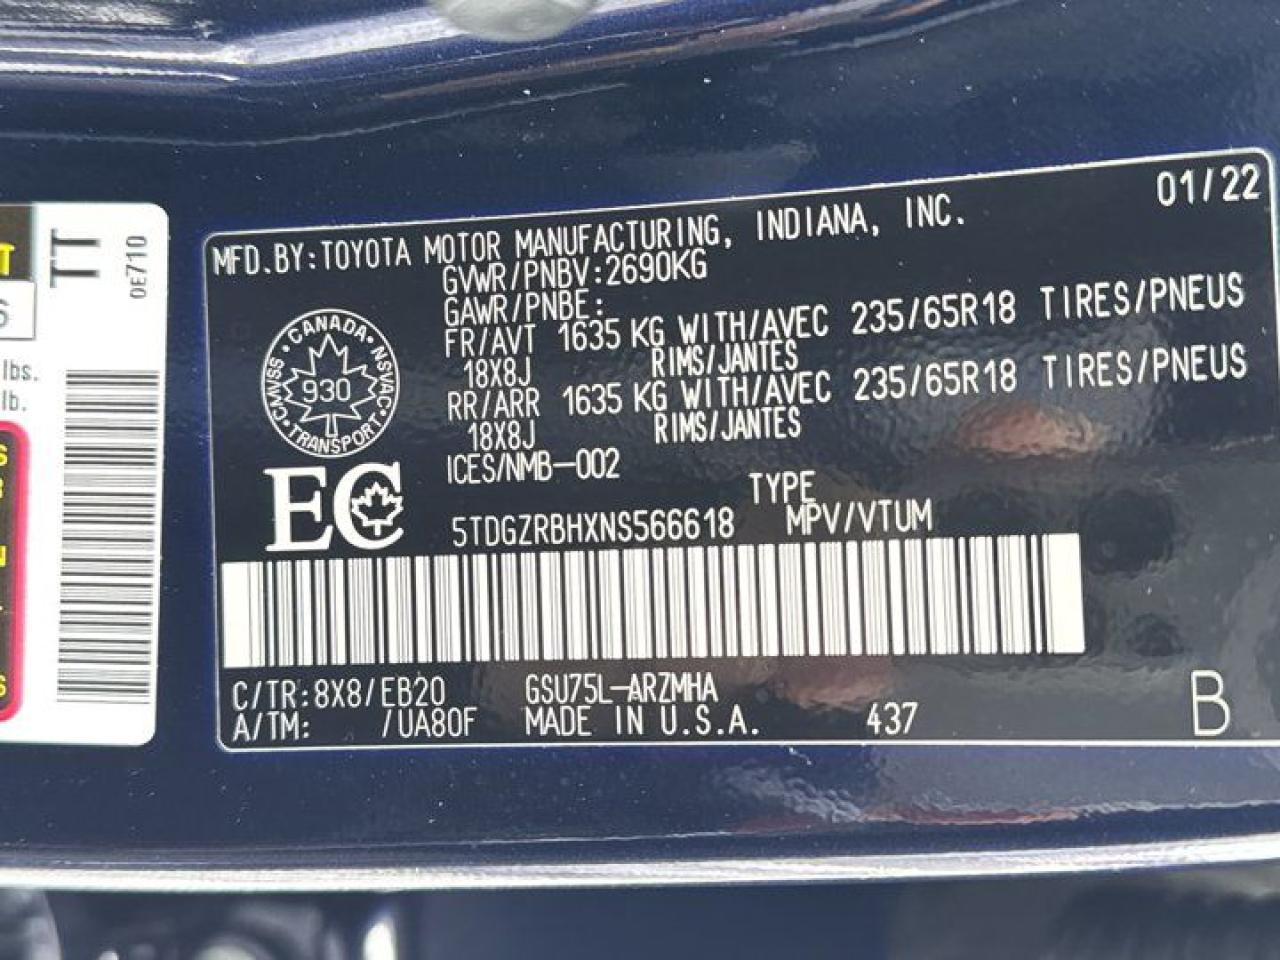 01/22
MFD.BY:TOYOTA MOTOR MANUFACTURING, INDIANA, INC.
GVWR/PNBV:2690KG
GAWR/PNBE:
FR/AVT 1635 KG WITH/AVEC 235/65R18 TIRES/PNEUS
18X8J RIMS/JANTES
RR/ARR 1635 KG WITH/AVEC 235/65R18 TIRES/PNEUS
18X8J RIMS/JANTES
ICES/NMB-002
CANADA · NSVAC · TRANSPORT · CMVSS ·
930
EC
TYPE
5TDGZRBHXNS566618 MPV/VTUM
C/TR:8X8/EB20 GSU75L-ARZMHA
A/TM: /UA80F MADE IN U.S.A. 437 B
TT
0E710
lbs.
lb.